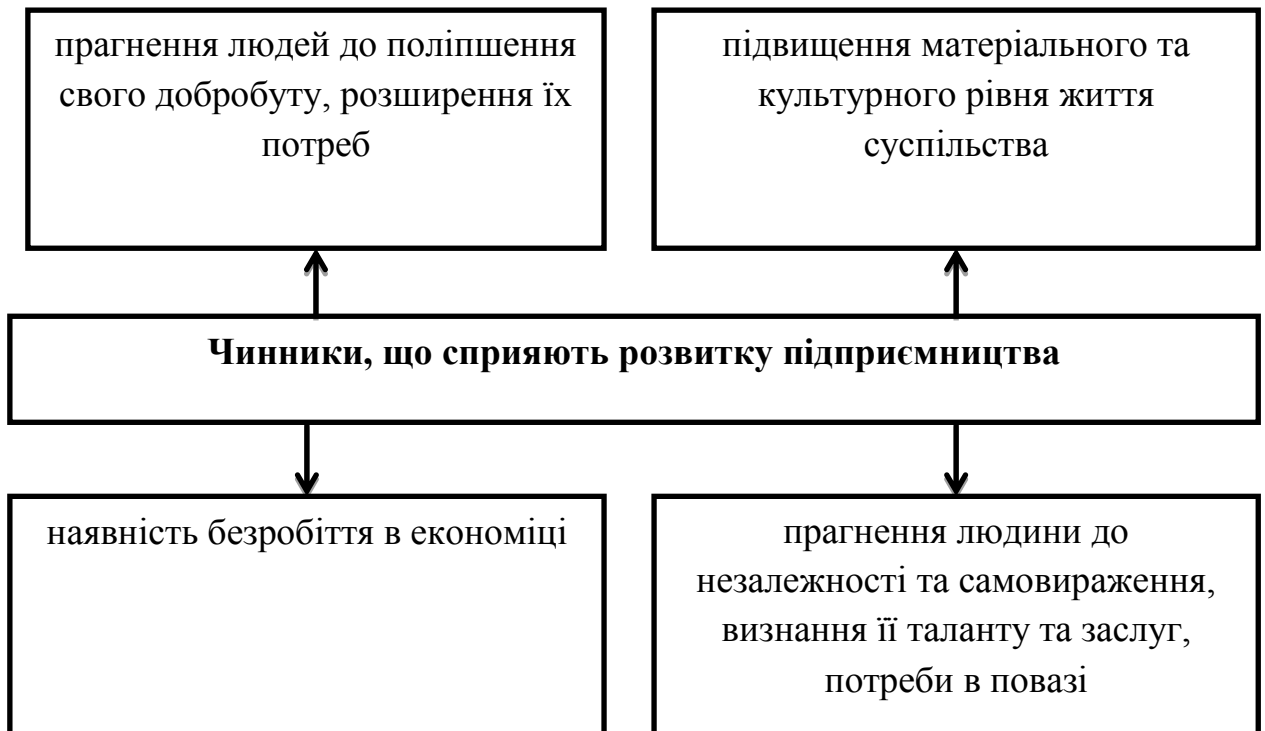 прагнення людей до поліпшення
свого добробуту, розширення їх
потреб
підвищення матеріального та
культурного рівня життя
суспільства
Чинники, що сприяють розвитку підприємництва
наявність безробіття в економіці
прагнення людини до
незалежності та самовираження,
визнання її таланту та заслуг,
потреби в повазі